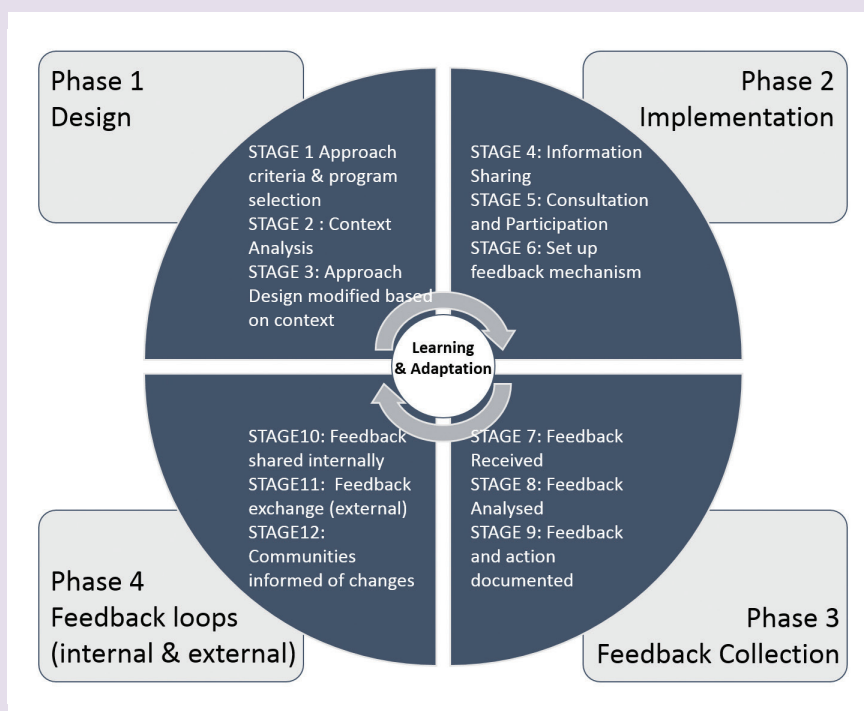 Phase 1
Design
STAGE 1 Approach
criteria & program
selection
STAGE 2 : Context
Analysis
STAGE 3: Approach
Design modified based
on context
Phase 2
Implementation
STAGE 4: Information
Sharing
STAGE 5: Consultation
and Participation
STAGE 6: Set up
feedback mechanism
Learning
& Adaptation
STAGE 7: Feedback
Received
STAGE 8: Feedback
Analysed
STAGE 9: Feedback
and action
documented
Phase 3
Feedback Collection
STAGE10: Feedback
shared internally
STAGE11:  Feedback
exchange (external)
STAGE12:
Communities
informed of changes
Phase 4
Feedback loops
(internal & external)